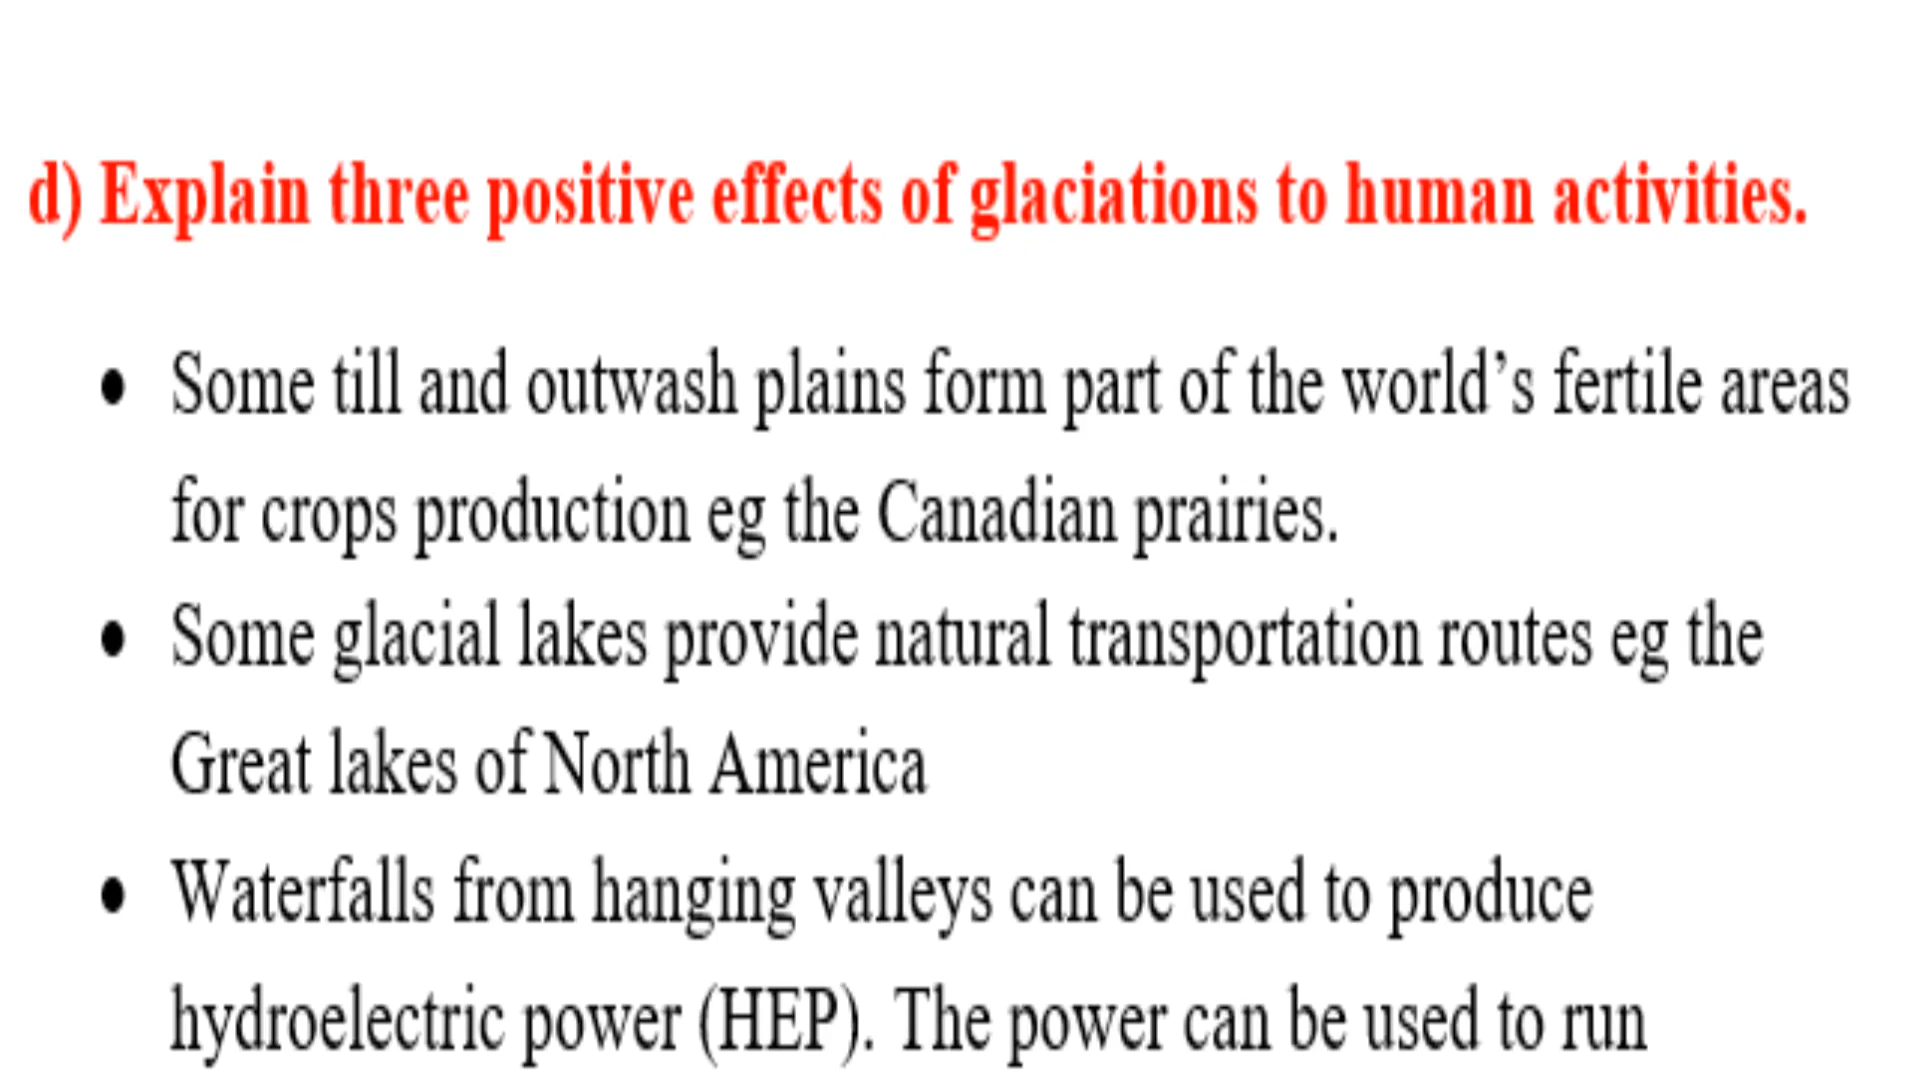 d) Explain three positive effects of glaciations to human activities.
• Some till and outwash plains form part of the world’s fertile areas
for crops production eg the Canadian prairies.
• Some glacial lakes provide natural transportation routes eg the
Great lakes of North America
• Waterfalls from hanging valleys can be used to produce
hydroelectric power (HEP). The power can be used to run